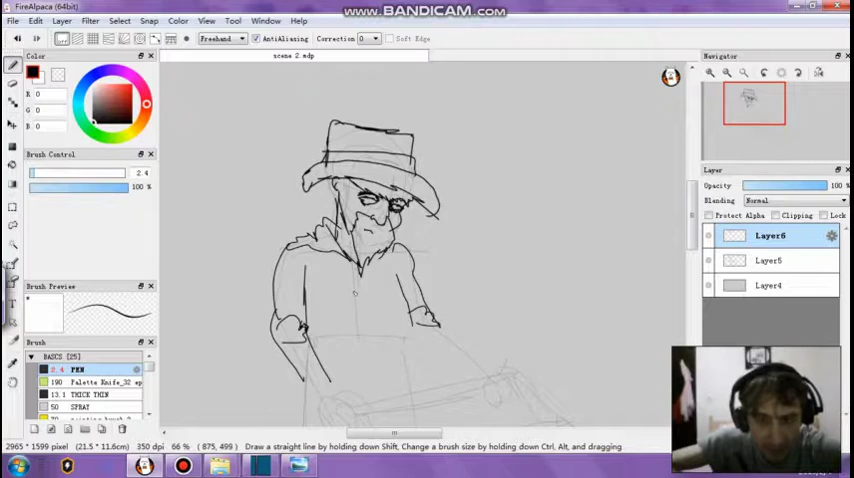 FireAlpaca (64bit)
www.BANDICAM.com
File Edit Layer Filter Select Snap Color View Tool Window Help
Freehand AntiAliasing Correction 0 Soft Edge
scene 2.mdp
Color
R 0
G 0
B 0
Brush Control
2.4
100 %
Brush Preview
Brush
BASICS [25]
2.4 PEN
190 Palette Knife_32 ep
13.1 THICK THIN
50 SPRAY
Navigator
Layer
Opacity 100 %
Blending Normal
Protect Alpha Clipping Lock
Layer6
Layer5
Layer4
2965 * 1599 pixel (21.5 * 11.6cm) 350 dpi 66 % (875, 499) Draw a straight line by holding down Shift, Change a brush size by holding down Ctrl, Alt, and dragging